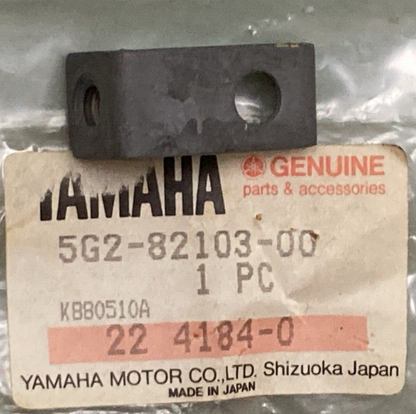 YAMAHA GENUINE
parts & accessories
5G2-82103-00
1 PC
KBB0510A
22 4184-0
YAMAHA MOTOR CO.,LTD. Shizuoka Japan
MADE IN JAPAN